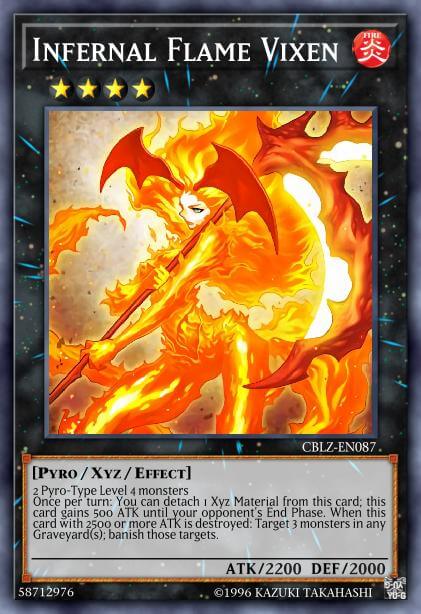 INFERNAL FLAME VIXEN
FIRE
炎
CBLZ-EN087
[PYRO / XYZ / EFFECT]
2 Pyro-Type Level 4 monsters
Once per turn: You can detach 1 Xyz Material from this card; this
card gains 500 ATK until your opponent's End Phase. When this
card with 2500 or more ATK is destroyed: Target 3 monsters in any
Graveyard(s); banish those targets.
ATK/2200 DEF/2000
58712976
©1996 KAZUKI TAKAHASHI